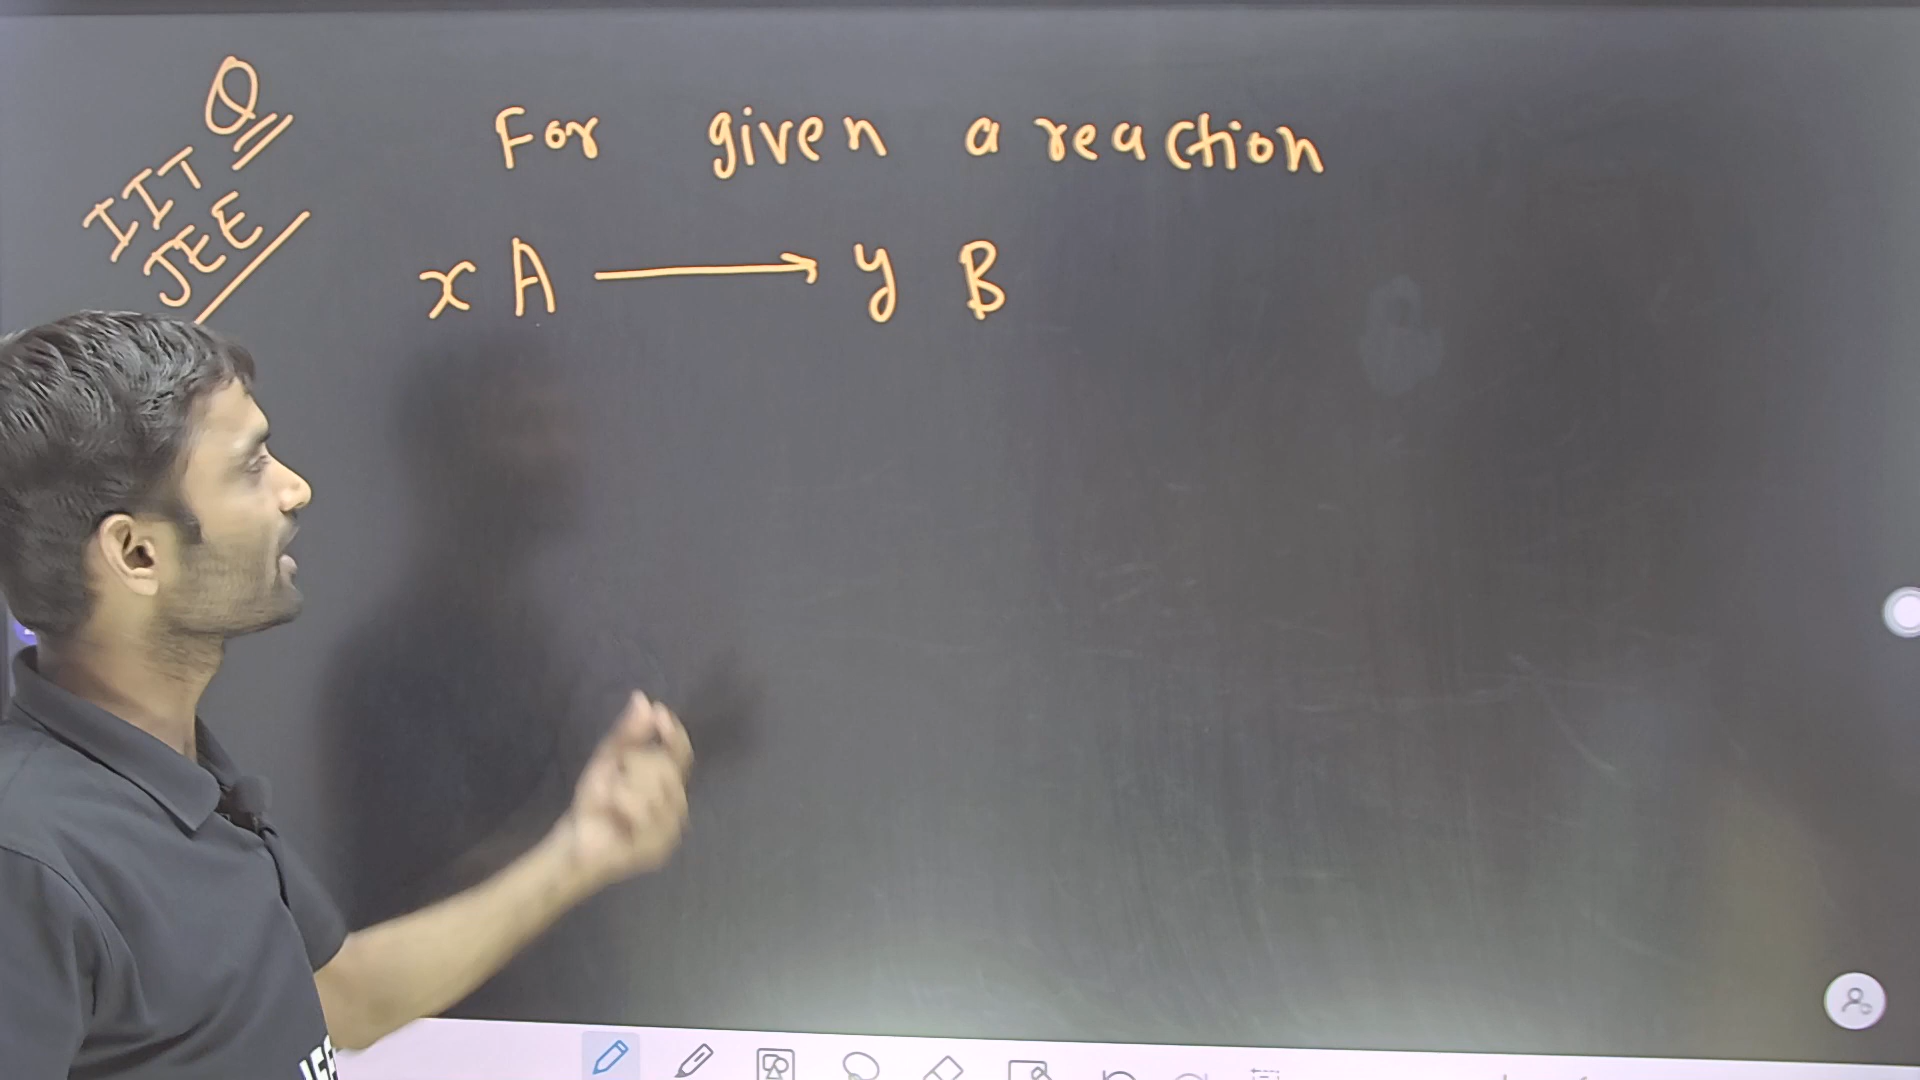 Q
IIT
JEE
For given a reaction
x A → y B